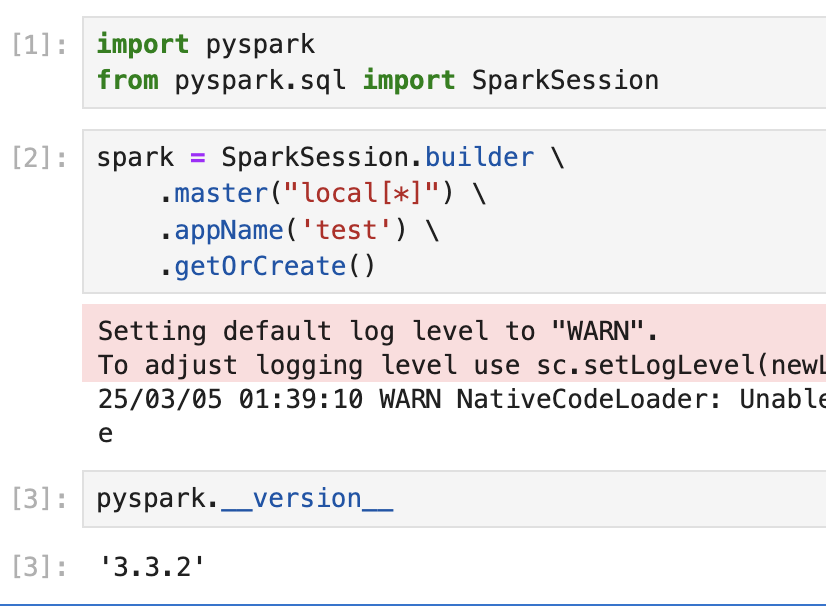 [1]: import pyspark
from pyspark.sql import SparkSession
[2]: spark = SparkSession.builder \
.master("local[*]") \
.appName('test') \
.getOrCreate()
Setting default log level to "WARN".
To adjust logging level use sc.setLogLevel(newL
25/03/05 01:39:10 WARN NativeCodeLoader: Unable
e
[3]: pyspark.__version__
[3]: '3.3.2'